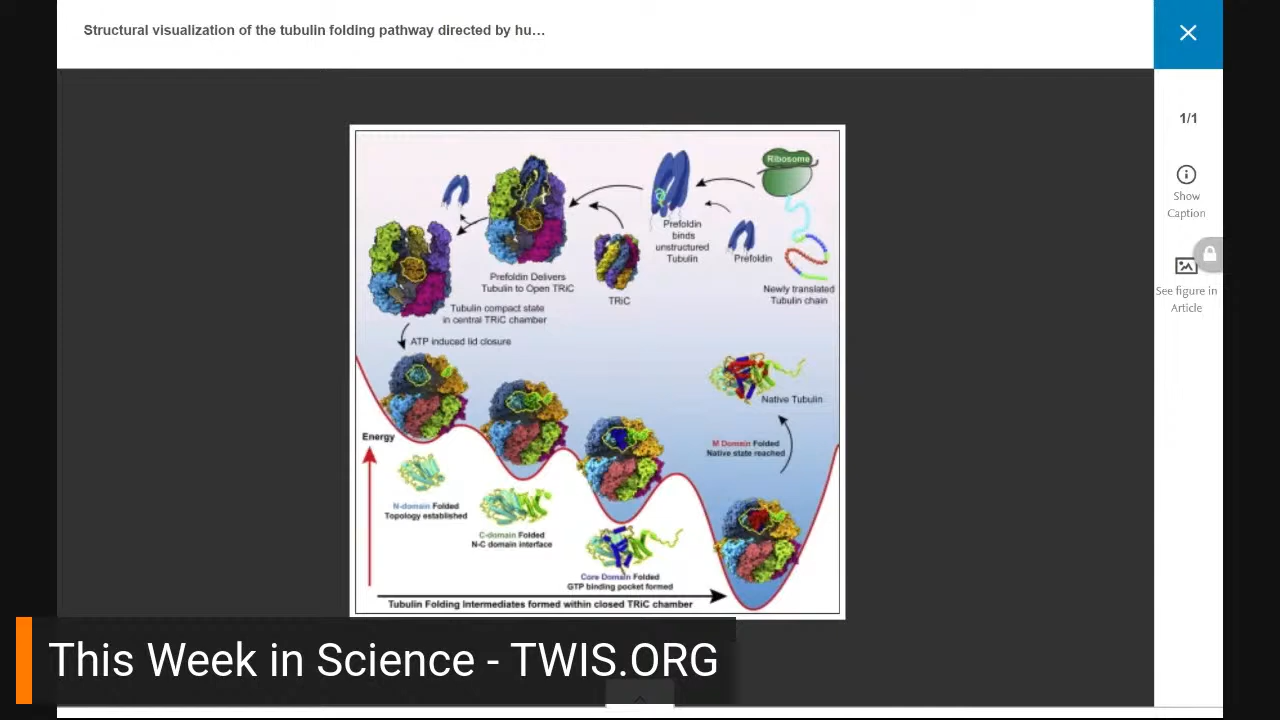 Structural visualization of the tubulin folding pathway directed by hu...
1/1
Show
Caption
See figure in
Article
Ribosome
Prefoldin
binds
unstructured
Tubulin
Prefoldin
Newly translated
Tubulin chain
TRiC
Prefoldin Delivers
Tubulin to Open TRiC
Tubulin compact state
in central TRiC chamber
ATP induced lid closure
Native Tubulin
M Domain Folded
Native state reached
Energy
N-domain Folded
Topology established
C-domain Folded
N-C domain interface
Core Domain Folded
GTP binding pocket formed
Tubulin Folding Intermediates formed within closed TRiC chamber
This Week in Science - TWIS.ORG